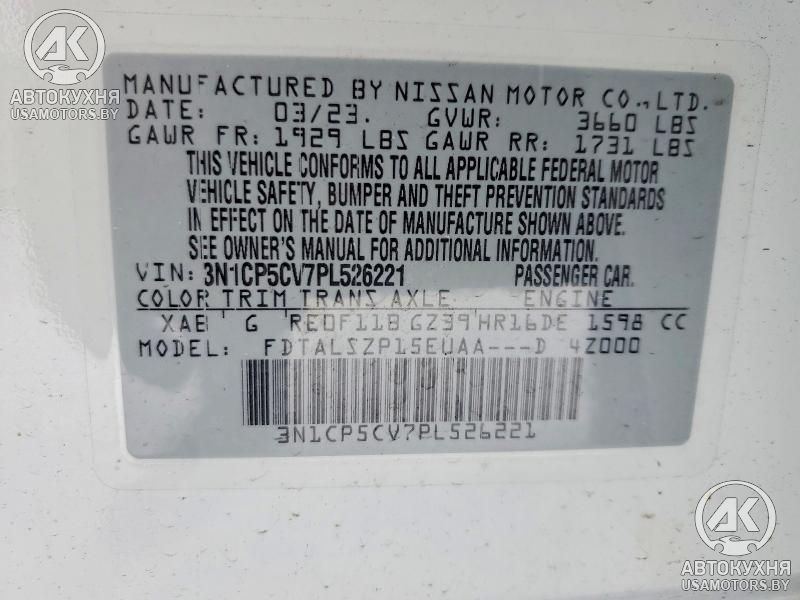 АК
АВТОКУХНЯ
USAMOTORS.BY
MANUFACTURED BY NISSAN MOTOR CO.,LTD.
DATE: 03/23. GVWR: 3660 LBS
GAWR FR: 1929 LBS GAWR RR: 1731 LBS
THIS VEHICLE CONFORMS TO ALL APPLICABLE FEDERAL MOTOR
VEHICLE SAFETY, BUMPER AND THEFT PREVENTION STANDARDS
IN EFFECT ON THE DATE OF MANUFACTURE SHOWN ABOVE.
SEE OWNER'S MANUAL FOR ADDITIONAL INFORMATION.
VIN: 3N1CP5CV7PL526221 PASSENGER CAR.
COLOR TRIM TRANS AXLE ENGINE
XAB G RE0F11B GZ39 HR16DE 1598 CC
MODEL: FDTALSZP15EUAA---D 4Z000
3N1CP5CV7PL526221
АК
АВТОКУХНЯ
USAMOTORS.BY